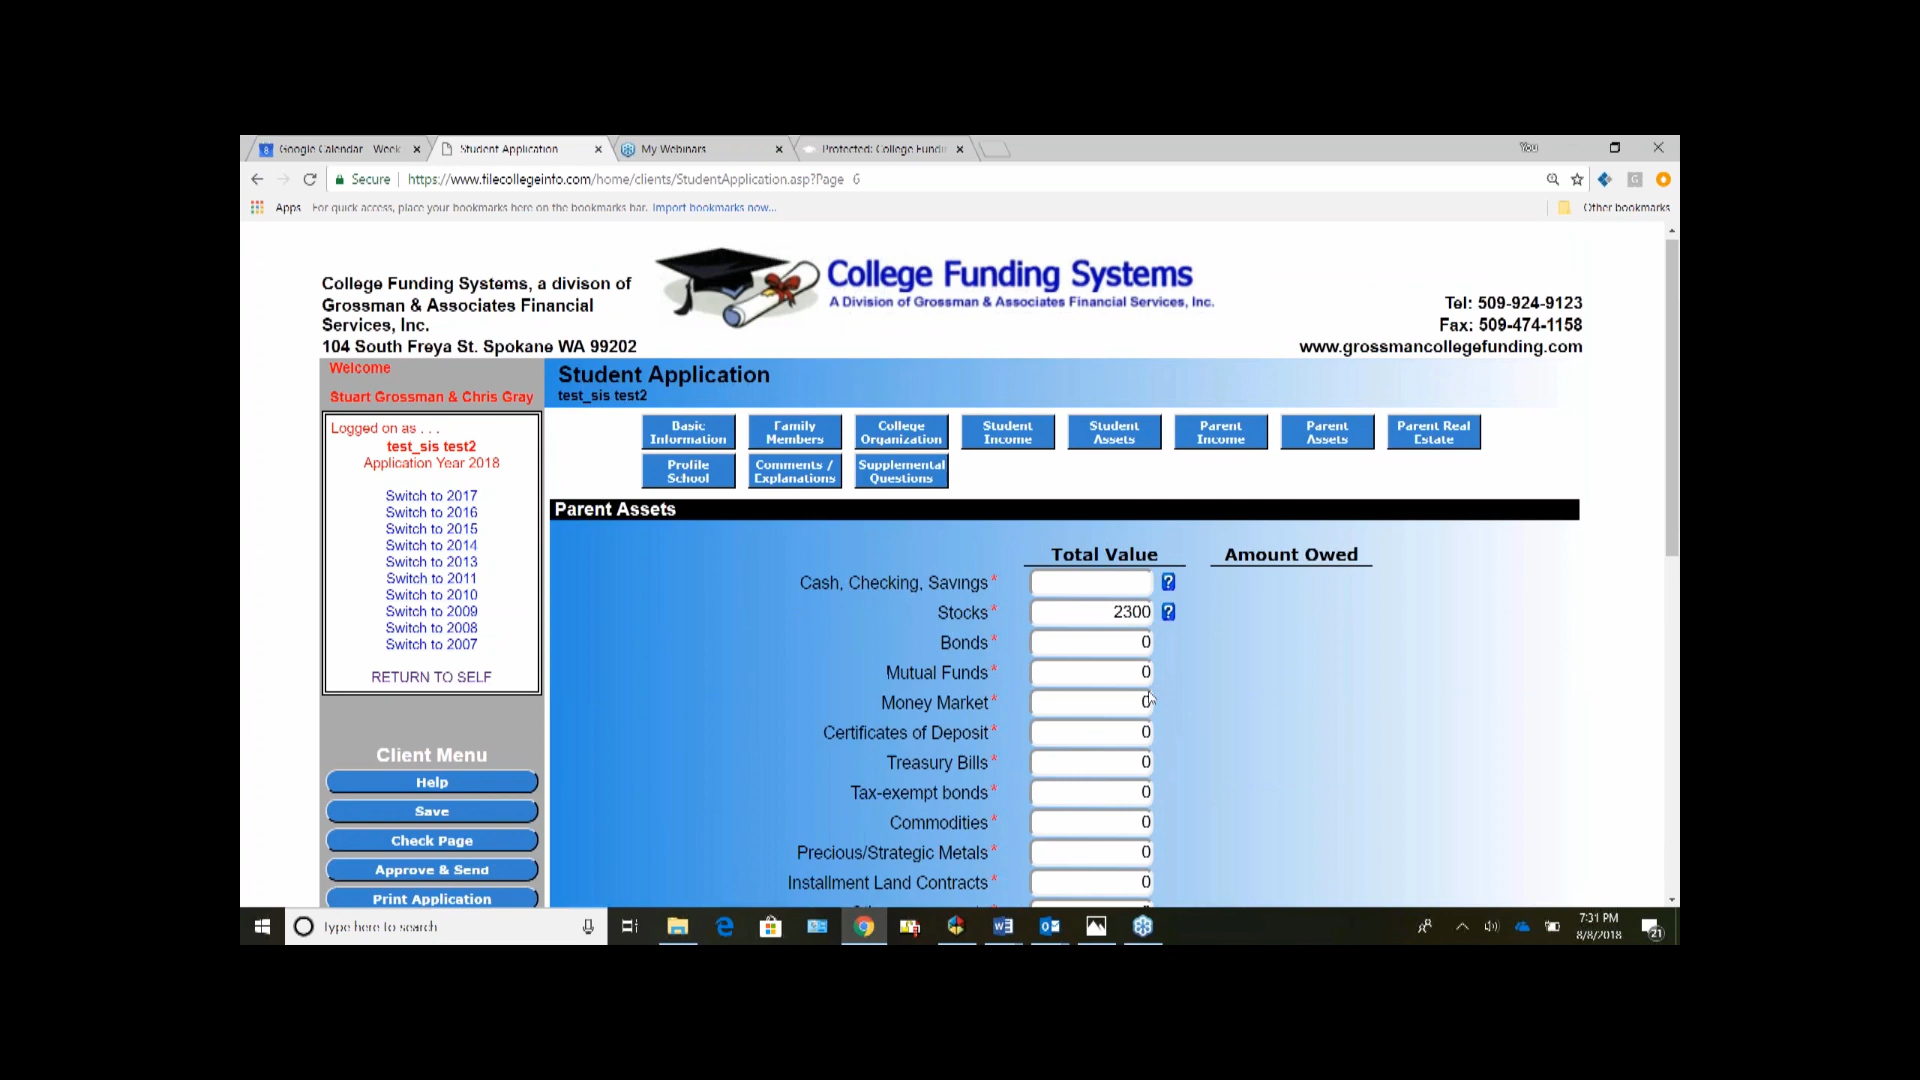 Google Calendar Week
Student Application
My Webinars
Protected: College Fundi
You
Secure
https://www.filecollegeinfo.com/home/clients/StudentApplication.asp?Page 6
Apps
For quick access, place your bookmarks here on the bookmarks bar. Import bookmarks now...
Other bookmarks
College Funding Systems, a divison of
Grossman & Associates Financial
Services, Inc.
104 South Freya St. Spokane WA 99202
College Funding Systems
A Division of Grossman & Associates Financial Services, Inc.
Tel: 509-924-9123
Fax: 509-474-1158
www.grossmancollegefunding.com
Welcome
Stuart Grossman & Chris Gray
Logged on as . . .
test_sis test2
Application Year 2018
Switch to 2017
Switch to 2016
Switch to 2015
Switch to 2014
Switch to 2013
Switch to 2011
Switch to 2010
Switch to 2009
Switch to 2008
Switch to 2007
RETURN TO SELF
Client Menu
Help
Save
Check Page
Approve & Send
Print Application
Student Application
test_sis test2
Basic Information
Family Members
College Organization
Student Income
Student Assets
Parent Income
Parent Assets
Parent Real Estate
Profile School
Comments / Explanations
Supplemental Questions
Parent Assets
Total Value Amount Owed
Cash, Checking, Savings* ?
Stocks* 2300 ?
Bonds* 0
Mutual Funds* 0
Money Market* 0
Certificates of Deposit* 0
Treasury Bills* 0
Tax-exempt bonds* 0
Commodities* 0
Precious/Strategic Metals* 0
Installment Land Contracts* 0
Type here to search
7:31 PM
8/8/2018
21